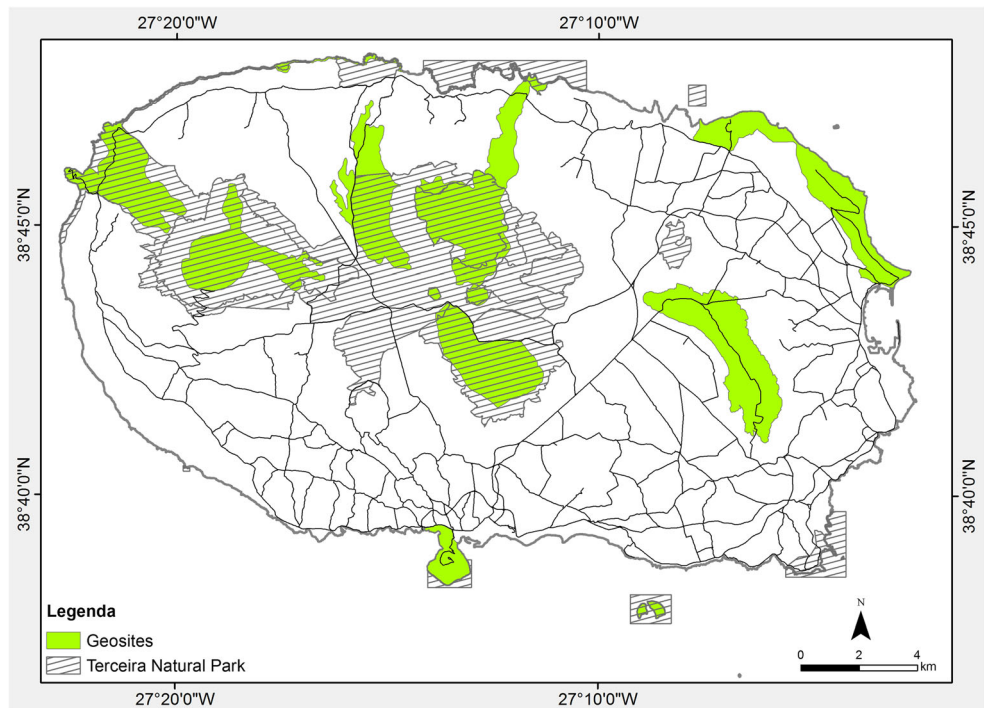 27°20'0"W 27°10'0"W
38°45'0"N 38°45'0"N
38°40'0"N 38°40'0"N
Legenda
Geosites
Terceira Natural Park
N
0 2 4
km
27°20'0"W 27°10'0"W